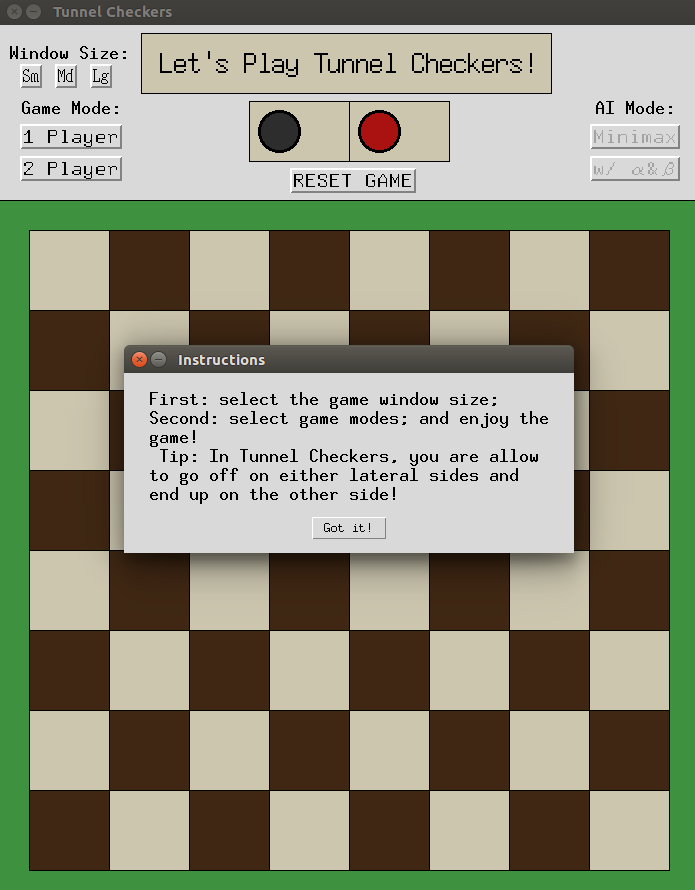 Tunnel Checkers
Window Size:
Sm Md Lg
Let's Play Tunnel Checkers!
Game Mode:
1 Player
2 Player
AI Mode:
Minimax
w/ α&β
RESET GAME
Instructions
First: select the game window size;
Second: select game modes; and enjoy the
game!
Tip: In Tunnel Checkers, you are allow
to go off on either lateral sides and
end up on the other side!
Got it!